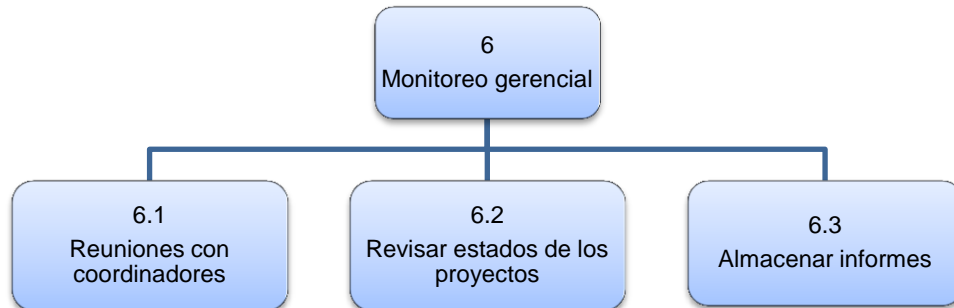 6
Monitoreo gerencial
6.1
Reuniones con
coordinadores
6.2
Revisar estados de los
proyectos
6.3
Almacenar informes